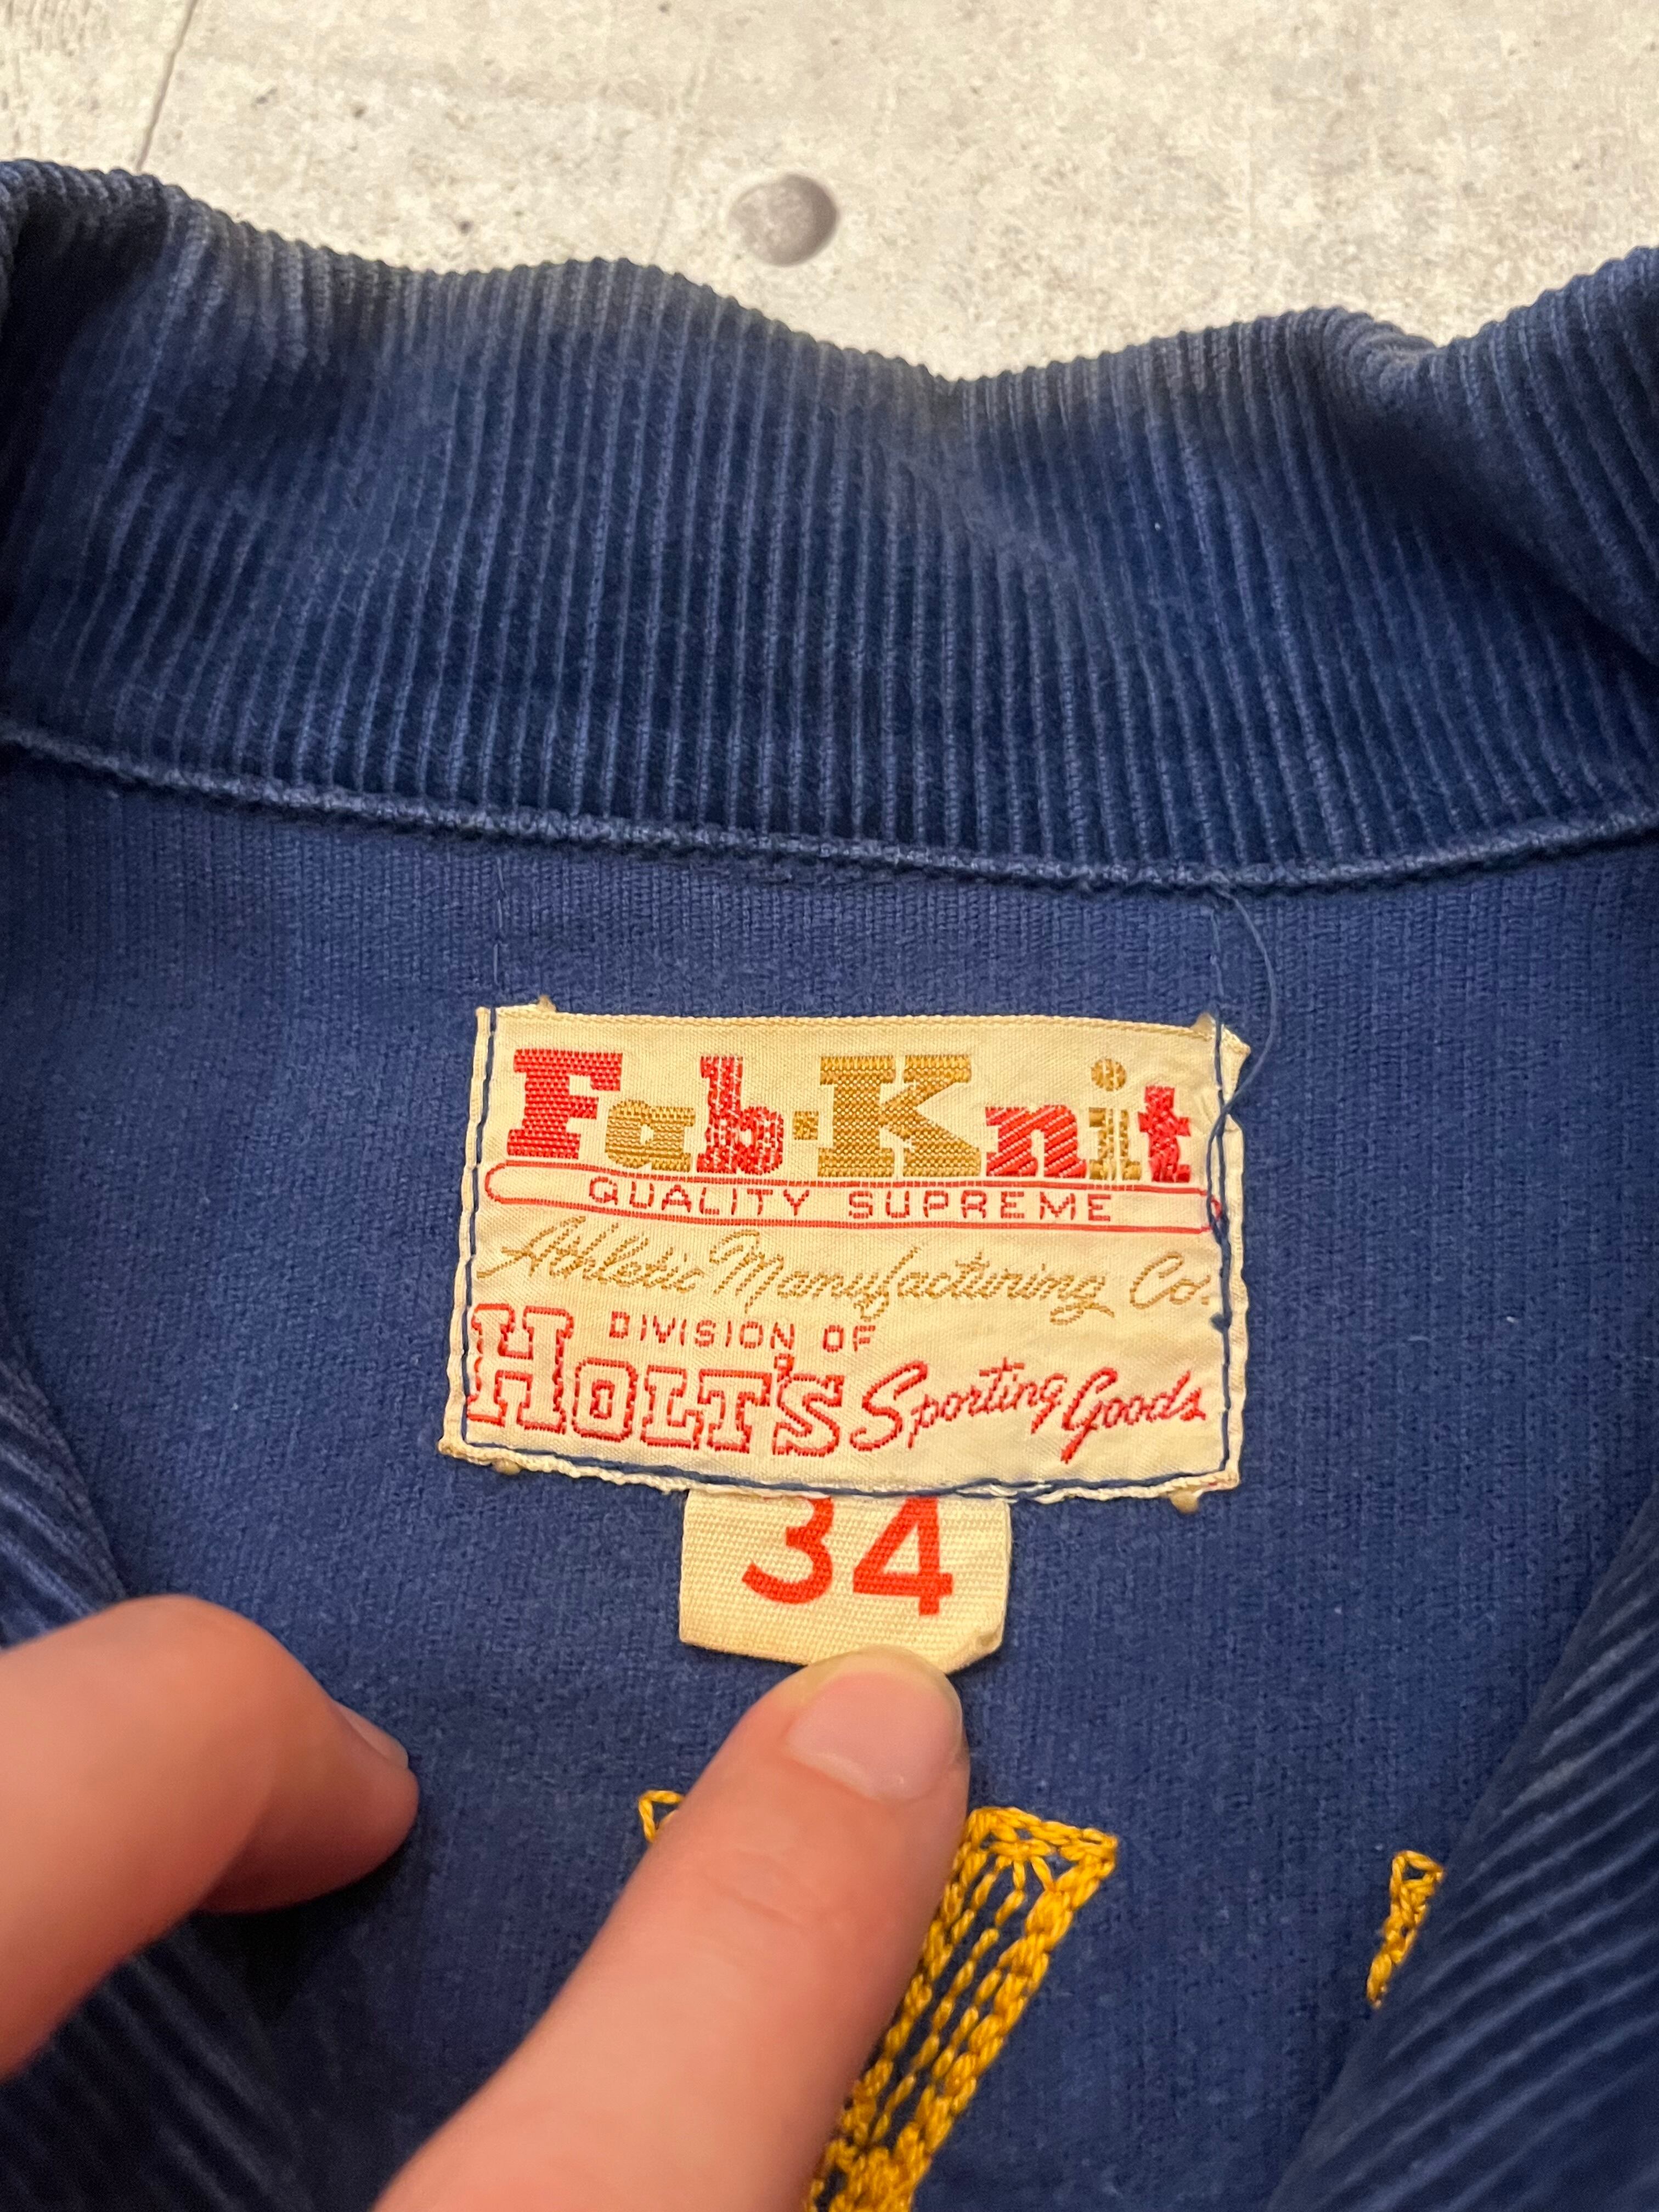 Fab-Knit
QUALITY SUPREME
Athletic Manufacturing Co.
DIVISION OF
HOLT'S Sporting Goods
34